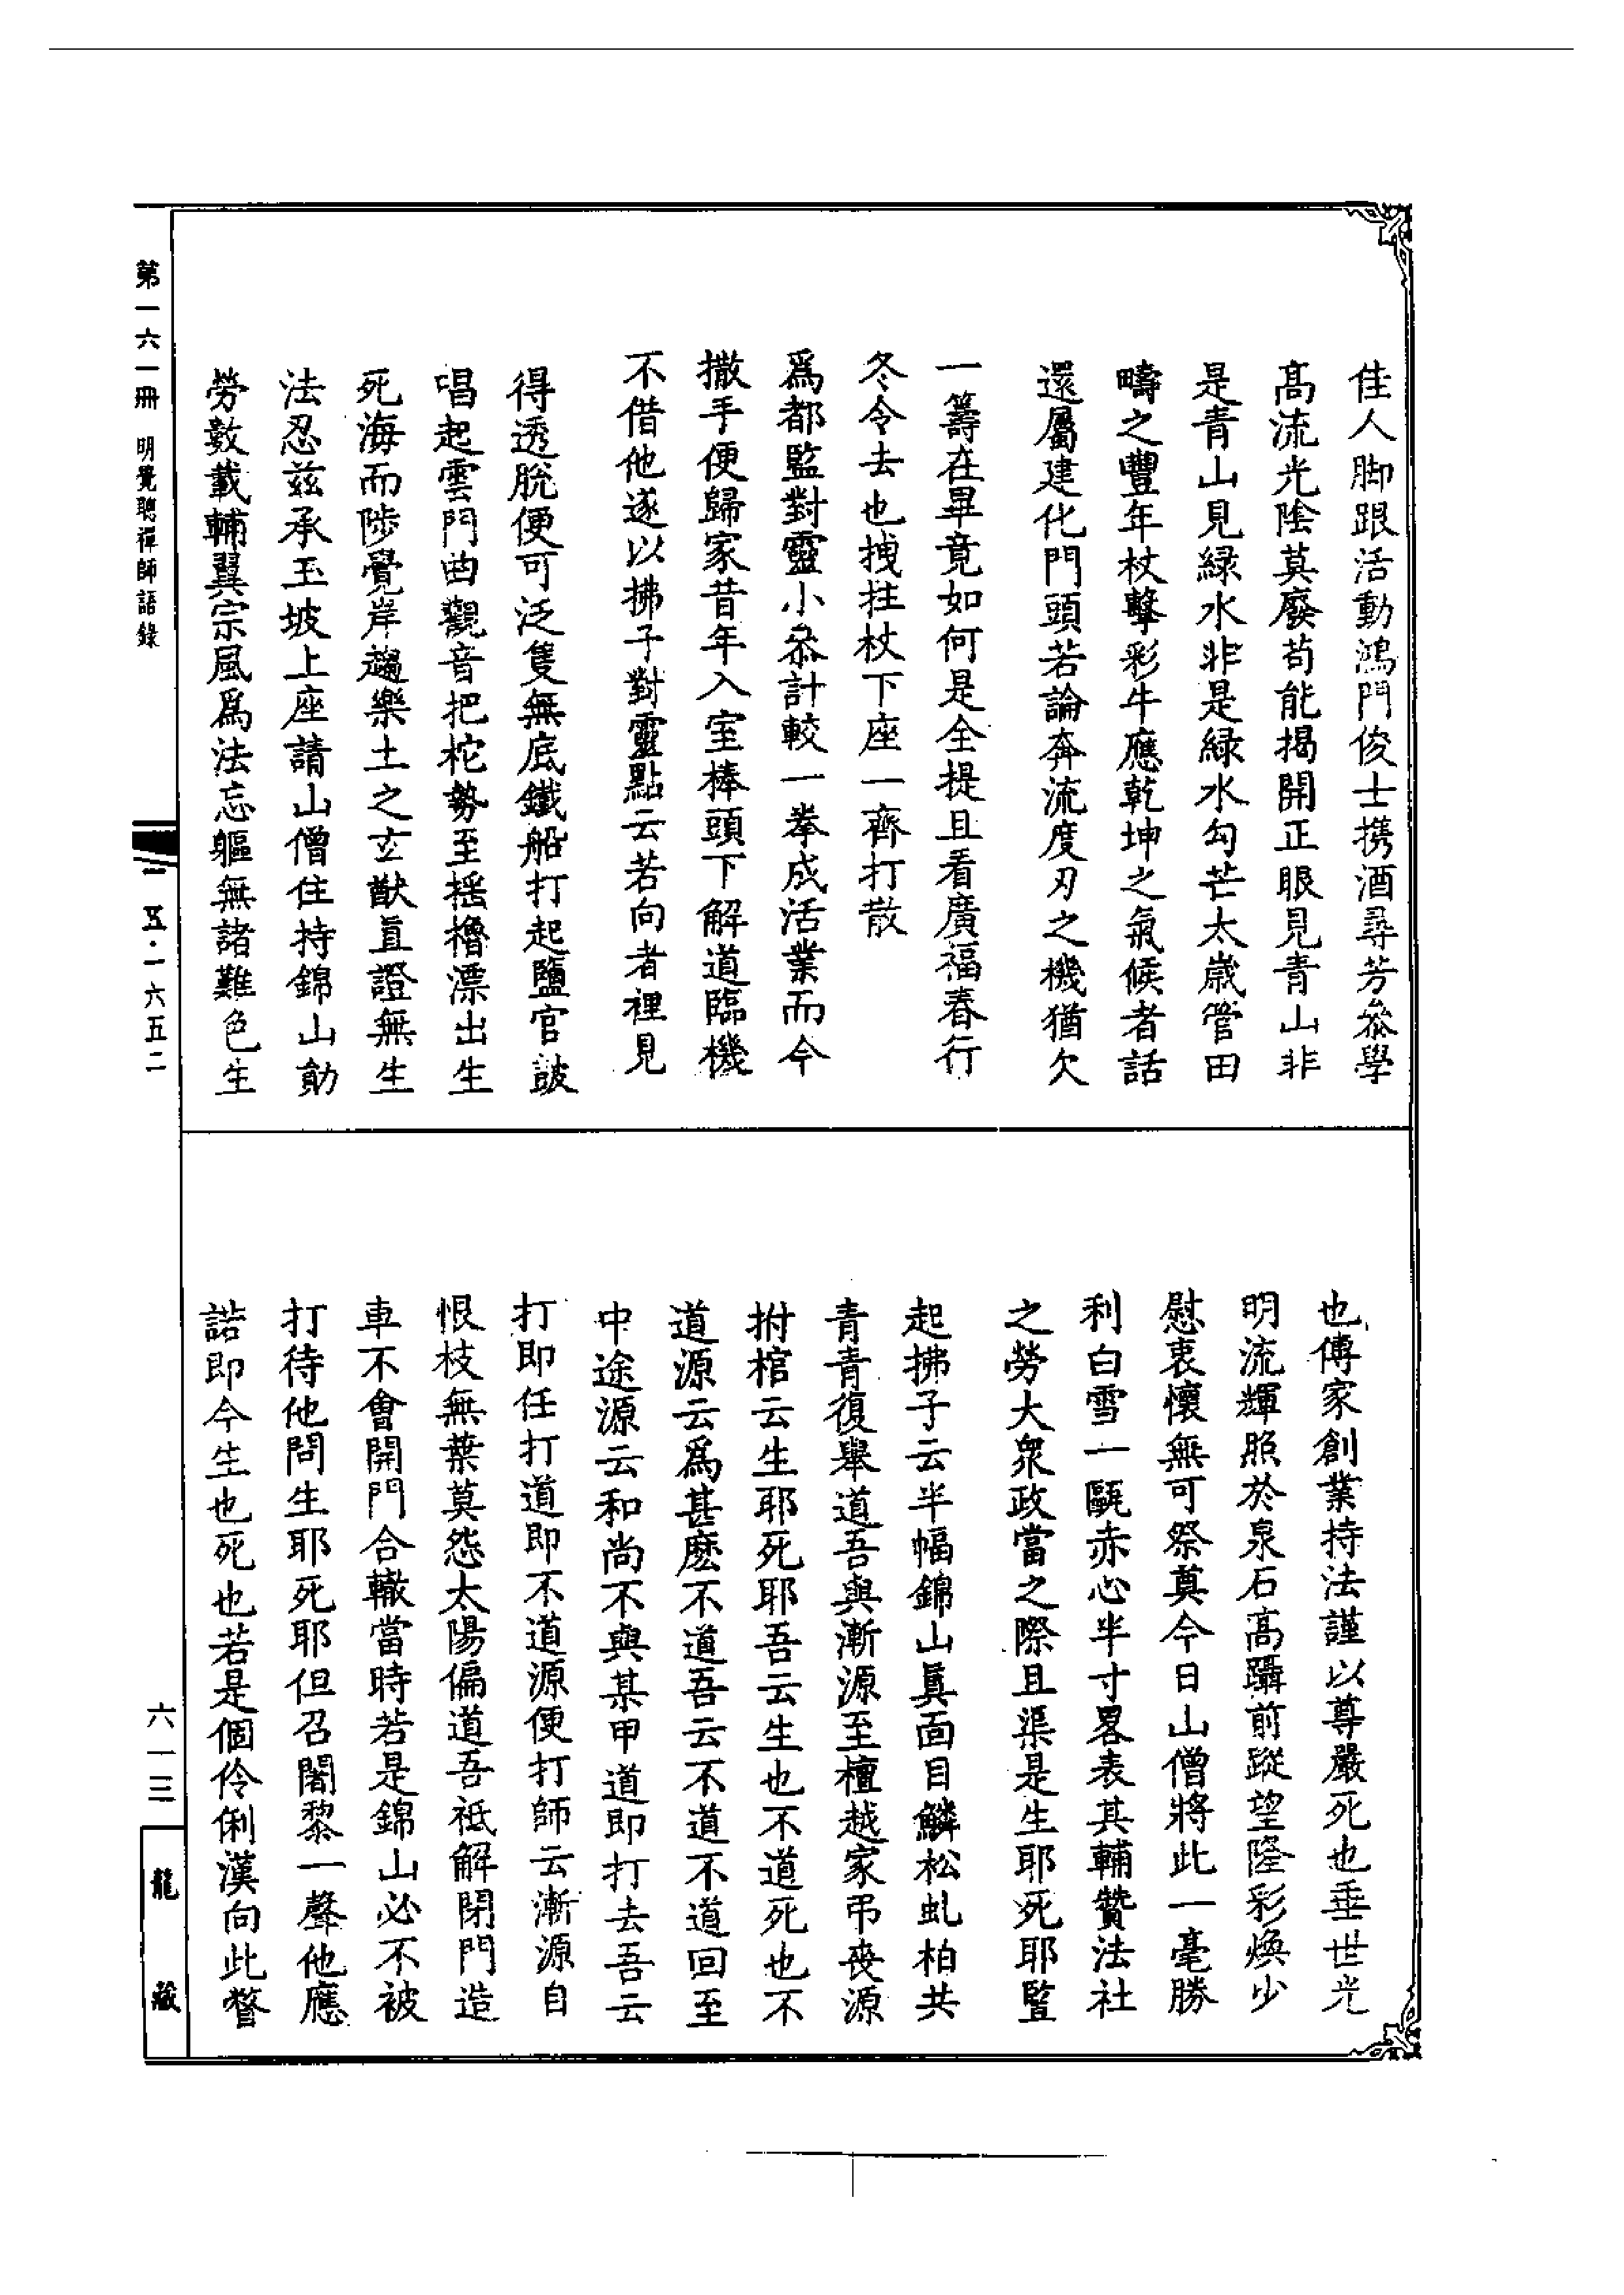 佳人脚跟活動鴻門俊士携酒尋芳叅學
高流光陰莫廢苟能揭開正眼見青山非
是青山見緑水非是緑水勾芒太歲管田
疇之豐年杖擊彩牛應乾坤之氣候者話
還屬建化門頭若論奔流度刃之機猶欠
一籌在畢竟如何是全提且看廣福春行
冬令去也拽拄杖下座一齊打散
爲都監對靈小叅計較一拳成活業而今
撒手便歸家昔年入室棒頭下解道臨機
不借他遂以拂子對靈點云若向者裡見
得透脫便可泛隻無底鐵船打起鹽官皷
唱起雲門曲觀音把柁勢至揺櫓漂出生
死海而陟覺岸趨樂土之玄猷直證無生
法忍兹承玉坡上座請山僧住持錦山勛
勞數載輔翼宗風爲法忘軀無諸難色生
也傳家創業持法謹以尊嚴死也垂世光
明流輝照於泉石高躡前蹤望隆彩煥少
慰衷懷無可祭奠今日山僧將此一毫勝
利白雪一甌赤心半寸畧表其輔贊法社
之勞大衆政當之際且渠是生耶死耶竪
起拂子云半幅錦山眞面目鱗松虬柏共
青青復舉道吾與漸源至檀越家弔喪源
拊棺云生耶死耶吾云生也不道死也不
道源云爲甚麽不道吾云不道不道回至
中途源云和尚不與某甲道即打去吾云
打即任打道即不道源便打師云漸源自
恨枝無葉莫怨太陽偏道吾祗解閉門造
車不會開門合轍當時若是錦山必不被
打待他問生耶死耶但召闍黎一聲他應
諾即今生也死也若是個伶俐漢向此瞥
第一六一冊 明覺聰禪師語錄
五·一六五二
六一三
龍藏